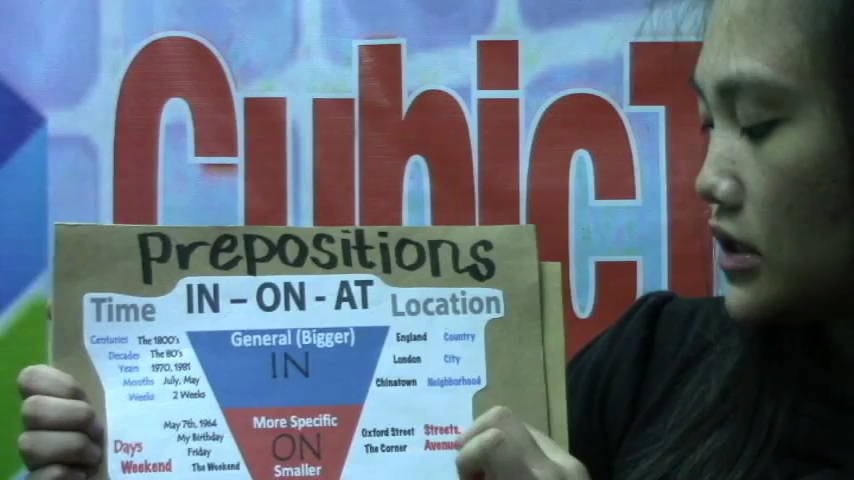 CubicT
prepositions
Time IN – ON - AT Location
Centuries The 1800's General (Bigger) England Country
Decades The 80's IN London City
Years 1970, 1981
Months July, May Chinatown Neighborhood
Weeks 2 Weeks
May 7th, 1964 More Specific
My Birthday ON Oxford Street Streets,
Days Friday The Corner Avenue
Weekend The Weekend Smaller